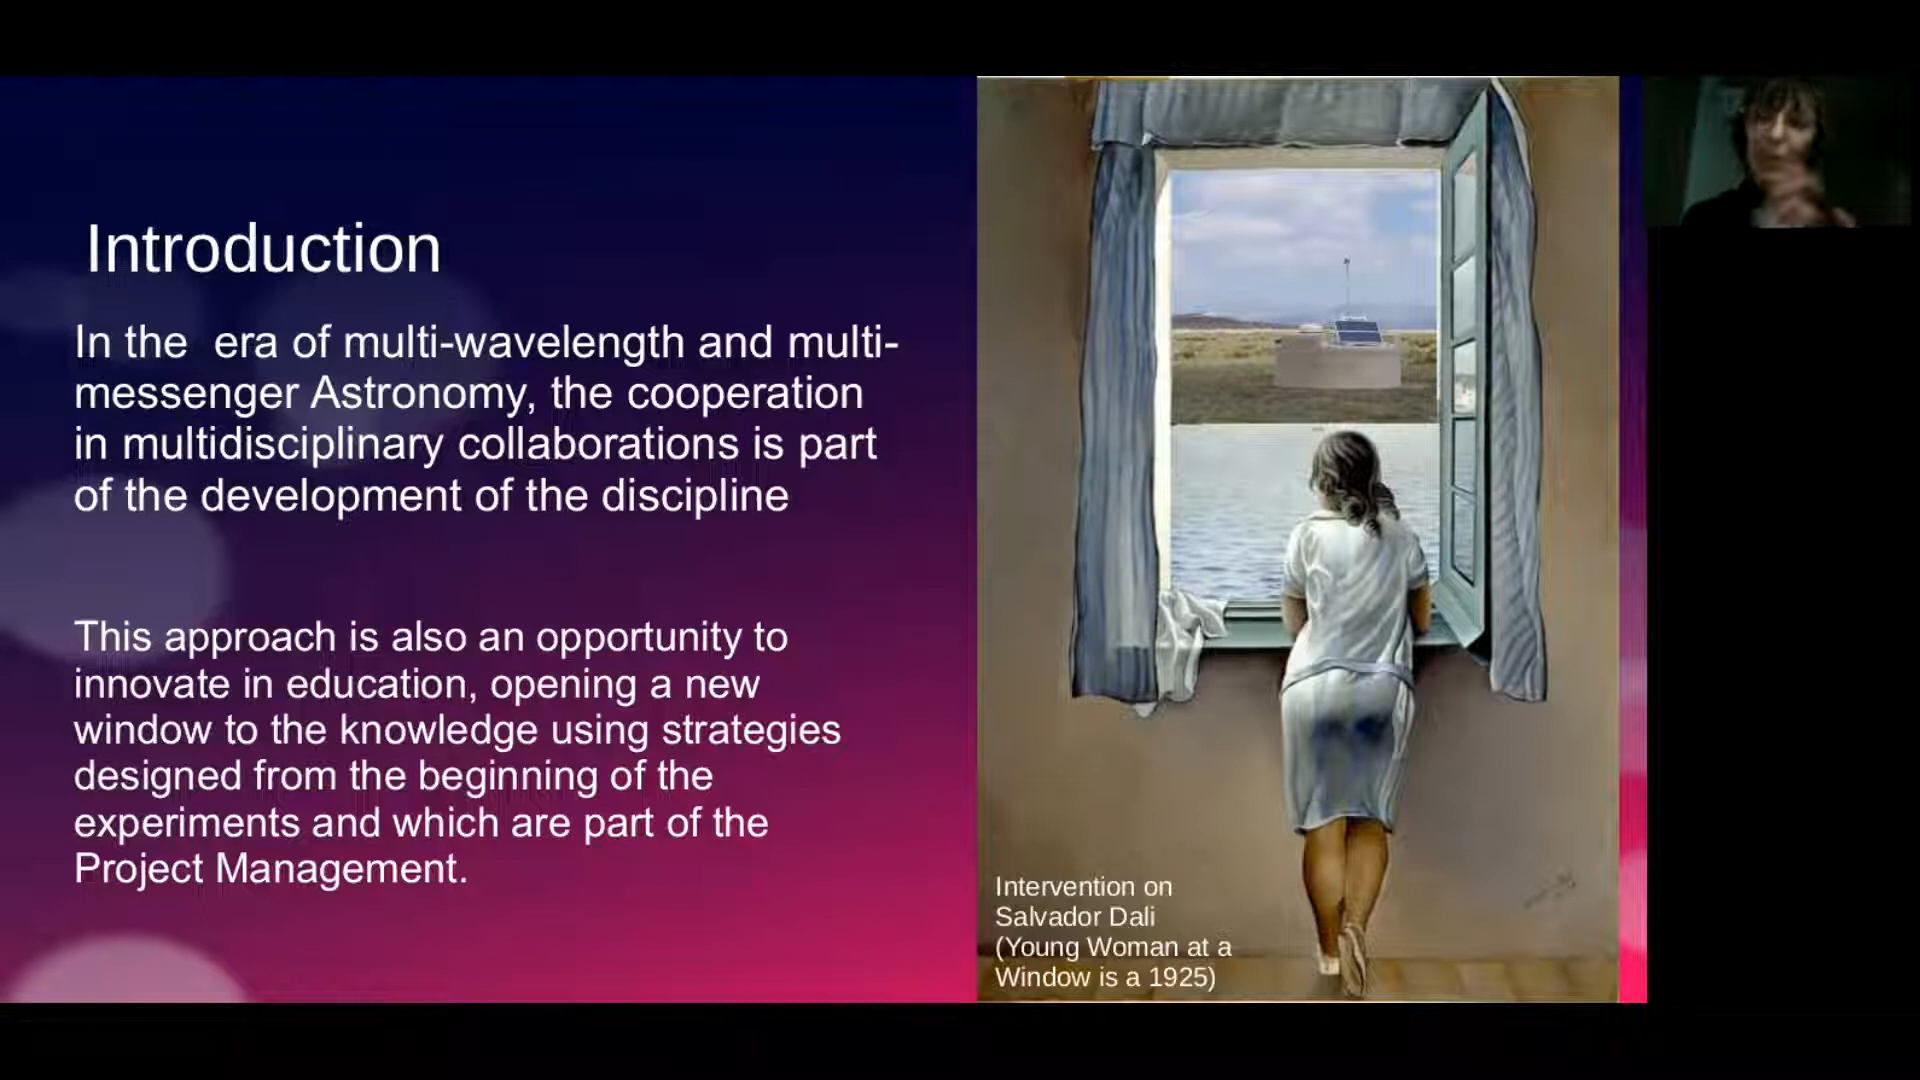 Introduction
In the  era of multi-wavelength and multi-
messenger Astronomy, the cooperation
in multidisciplinary collaborations is part
of the development of the discipline
This approach is also an opportunity to
innovate in education, opening a new
window to the knowledge using strategies
designed from the beginning of the
experiments and which are part of the
Project Management.
Intervention on
Salvador Dali
(Young Woman at a
Window is a 1925)